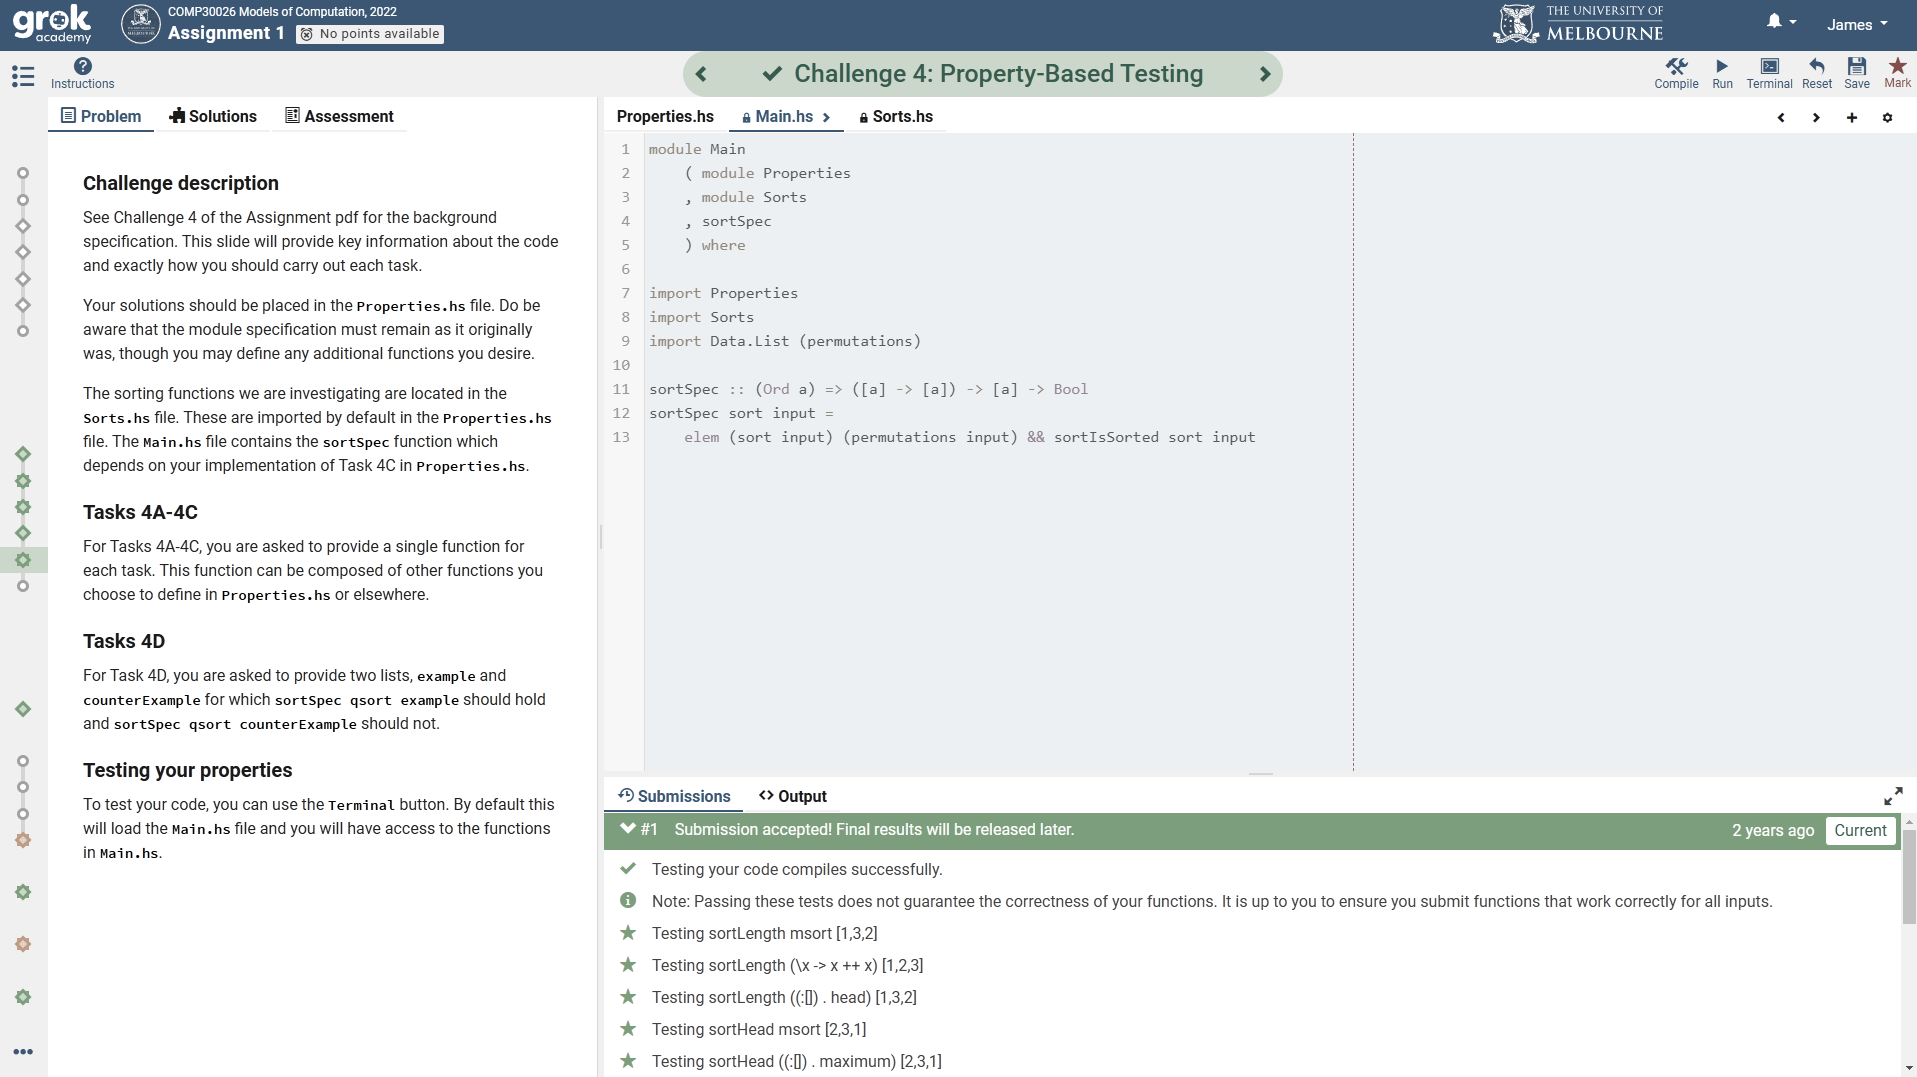 grok
academy
COMP30026 Models of Computation, 2022
Assignment 1
No points available
THE UNIVERSITY OF
MELBOURNE
James
Instructions
Challenge 4: Property-Based Testing
Compile
Run
Terminal
Reset
Save
Mark
Problem
Solutions
Assessment
Challenge description
See Challenge 4 of the Assignment pdf for the background
specification. This slide will provide key information about the code
and exactly how you should carry out each task.
Your solutions should be placed in the Properties.hs file. Do be
aware that the module specification must remain as it originally
was, though you may define any additional functions you desire.
The sorting functions we are investigating are located in the
Sorts.hs file. These are imported by default in the Properties.hs
file. The Main.hs file contains the sortSpec function which
depends on your implementation of Task 4C in Properties.hs.
Tasks 4A-4C
For Tasks 4A-4C, you are asked to provide a single function for
each task. This function can be composed of other functions you
choose to define in Properties.hs or elsewhere.
Tasks 4D
For Task 4D, you are asked to provide two lists, example and
counterExample for which sortSpec qsort example should hold
and sortSpec qsort counterExample should not.
Testing your properties
To test your code, you can use the Terminal button. By default this
will load the Main.hs file and you will have access to the functions
in Main.hs.
Properties.hs
Main.hs
Sorts.hs
1 module Main
2 ( module Properties
3 , module Sorts
4 , sortSpec
5 ) where
6
7 import Properties
8 import Sorts
9 import Data.List (permutations)
10
11 sortSpec :: (Ord a) => ([a] -> [a]) -> [a] -> Bool
12 sortSpec sort input =
13 elem (sort input) (permutations input) && sortIsSorted sort input
Submissions
Output
#1 Submission accepted! Final results will be released later.
2 years ago
Current
Testing your code compiles successfully.
Note: Passing these tests does not guarantee the correctness of your functions. It is up to you to ensure you submit functions that work correctly for all inputs.
Testing sortLength msort [1,3,2]
Testing sortLength (\x -> x ++ x) [1,2,3]
Testing sortLength ((:[]) . head) [1,3,2]
Testing sortHead msort [2,3,1]
Testing sortHead ((:[]) . maximum) [2,3,1]